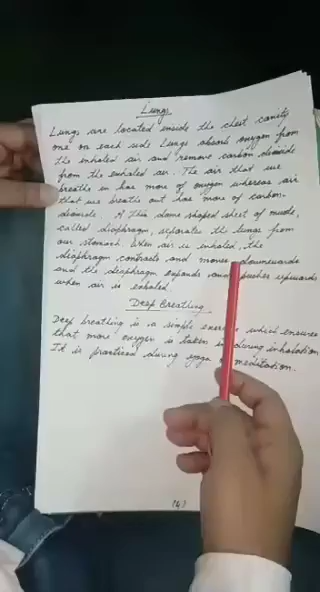 Lungs
Lungs are located inside the chest cavity
one on each side Lungs absorb oxygen from
the inhaled air and remove carbon dioxide
from the exhaled air. The air that we
breathe in has more of oxygen whereas air
that we breathe out has more of carbon-
dioxide. A thin dome shaped sheet of muscle,
called diaphragm, separates the lungs from
our stomach when air is inhaled, the
diaphragm contracts and moves downwards
and the diaphragm expands and pushes upwards
when air is exhaled.
Deep breathing
Deep breathing is a simple exercise which ensures
that more oxygen is taken in during inhalation
It is practiced during yoga meditation.
(4)